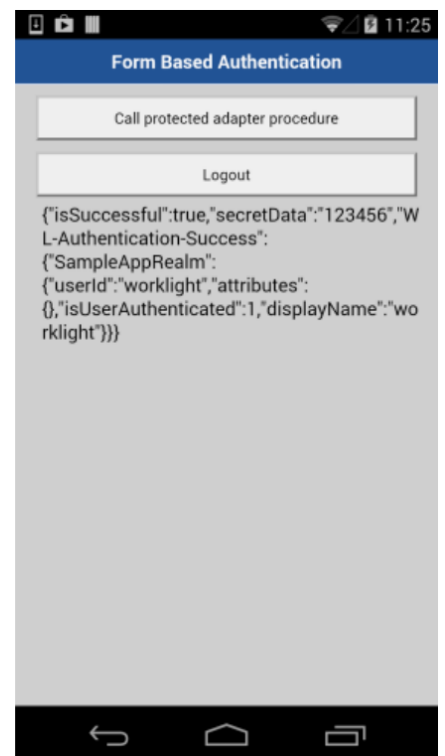 11:25
Form Based Authentication
Call protected adapter procedure
Logout
{"isSuccessful":true,"secretData":"123456","W
L-Authentication-Success":
{"SampleAppRealm":
{"userId":"worklight","attributes":
{},"isUserAuthenticated":1,"displayName":"wo
rklight"}}}